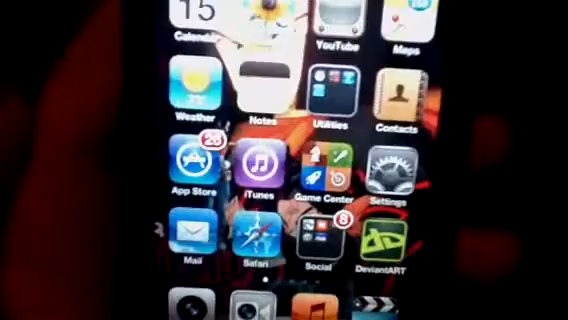 15
Calendar
YouTube
Maps
Weather
Notes
Utilities
Contacts
26
App Store
iTunes
Game Center
Settings
8
Mail
Safari
Social
DeviantART